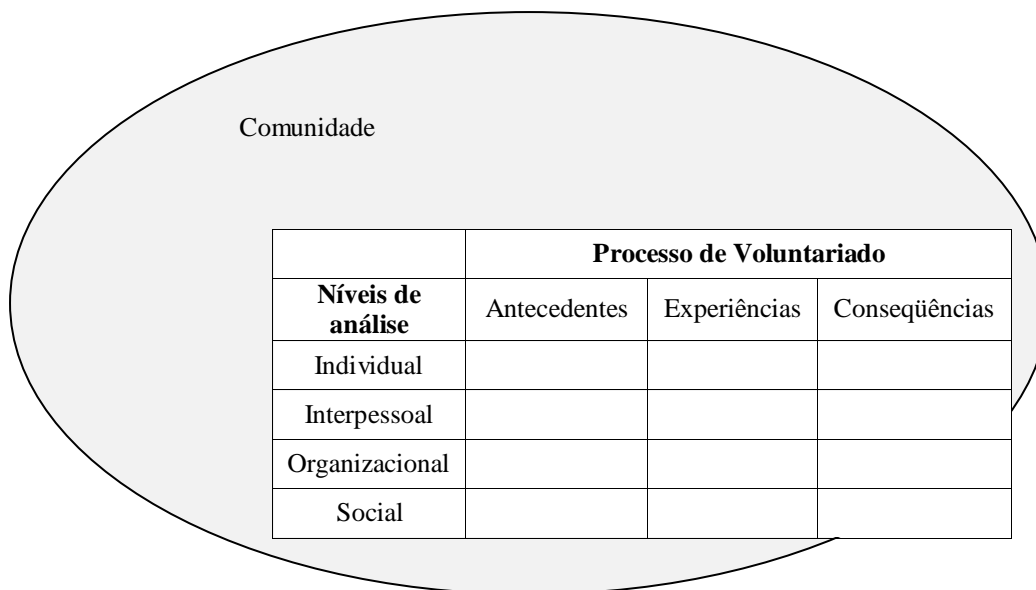 Comunidade
Processo de Voluntariado
Níveis de
análise
Antecedentes
Experiências
Conseqüências
Individual
Interpessoal
Organizacional
Social